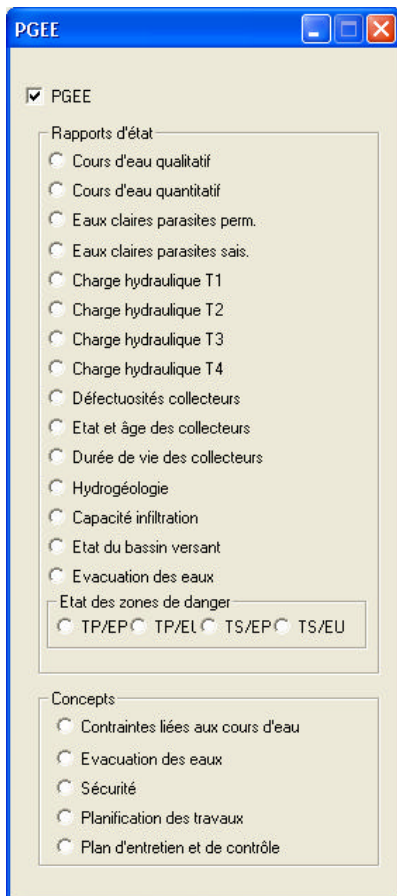 PGEE
PGEE
Rapports d'état
Cours d'eau qualitatif
Cours d'eau quantitatif
Eaux claires parasites perm.
Eaux claires parasites sais.
Charge hydraulique T1
Charge hydraulique T2
Charge hydraulique T3
Charge hydraulique T4
Défectuosités collecteurs
Etat et âge des collecteurs
Durée de vie des collecteurs
Hydrogéologie
Capacité infiltration
Etat du bassin versant
Evacuation des eaux
Etat des zones de danger
TP/EP TP/EU TS/EP TS/EU
Concepts
Contraintes liées aux cours d'eau
Evacuation des eaux
Sécurité
Planification des travaux
Plan d'entretien et de contrôle